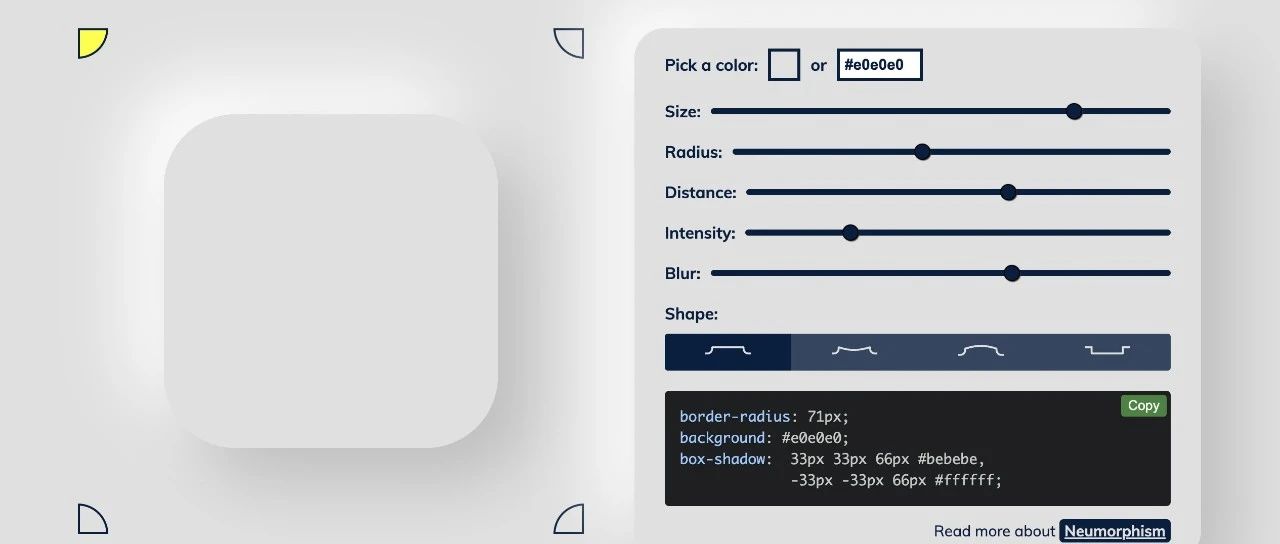 Pick a color: or #e0e0e0
Size:
Radius:
Distance:
Intensity:
Blur:
Shape:
Copy
border-radius: 71px;
background: #e0e0e0;
box-shadow: 33px 33px 66px #bebebe,
-33px -33px 66px #ffffff;
Read more about Neumorphism